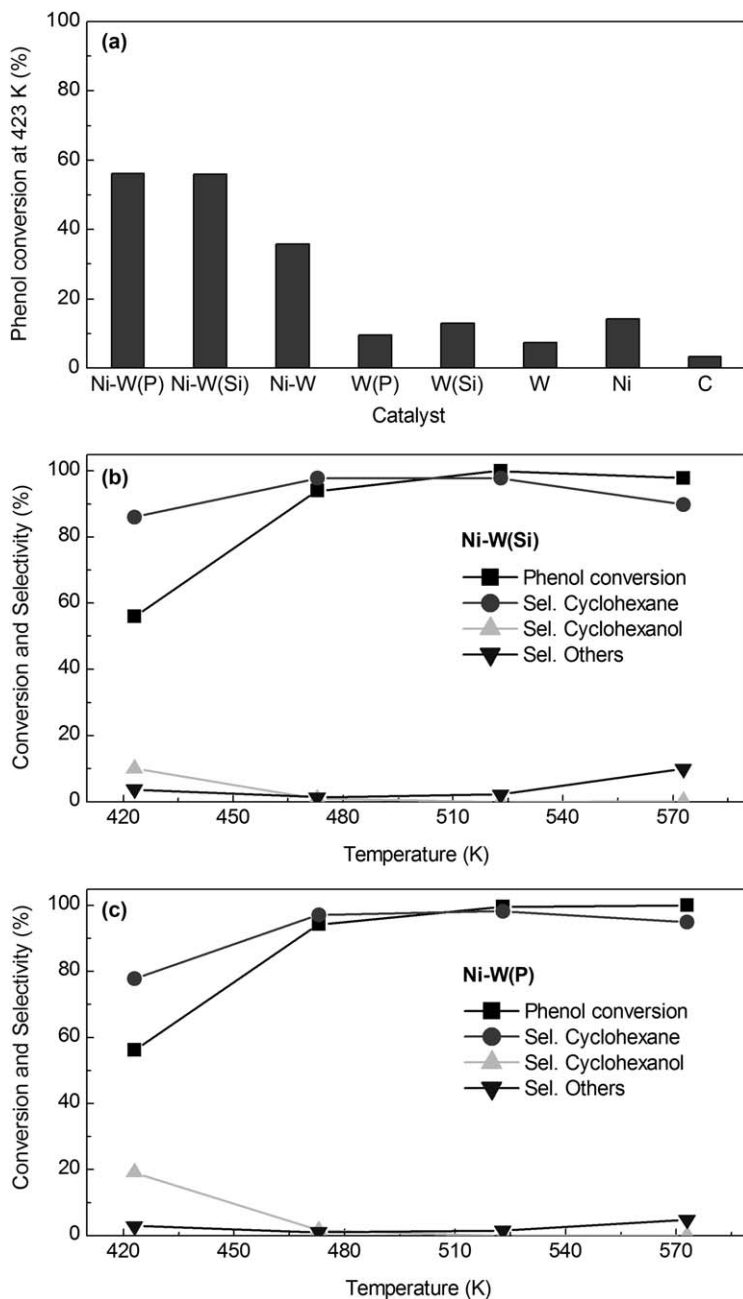 (a)
Phenol conversion at 423 K (%)
100
80
60
40
20
0
Ni-W(P) Ni-W(Si) Ni-W W(P) W(Si) W Ni C
Catalyst
(b)
Conversion and Selectivity (%)
100
80
60
40
20
0
Ni-W(Si)
Phenol conversion
Sel. Cyclohexane
Sel. Cyclohexanol
Sel. Others
420 450 480 510 540 570
Temperature (K)
(c)
Conversion and Selectivity (%)
100
80
60
40
20
0
Ni-W(P)
Phenol conversion
Sel. Cyclohexane
Sel. Cyclohexanol
Sel. Others
420 450 480 510 540 570
Temperature (K)